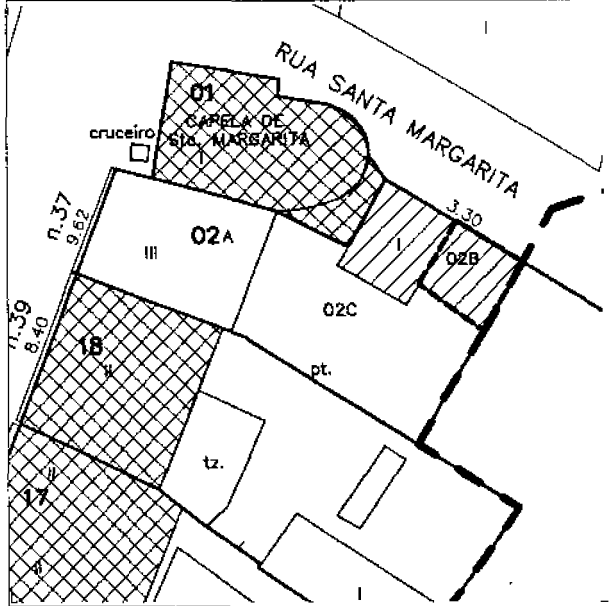 I
RUA SANTA MARGARITA
01
CAPELA DE
Sta. MARGARITA
I
cruceiro
3.30
n.37
9.62
02A
III
I
02B
02C
n.39
8.40
18
II
pt.
tz.
II
17
II
I